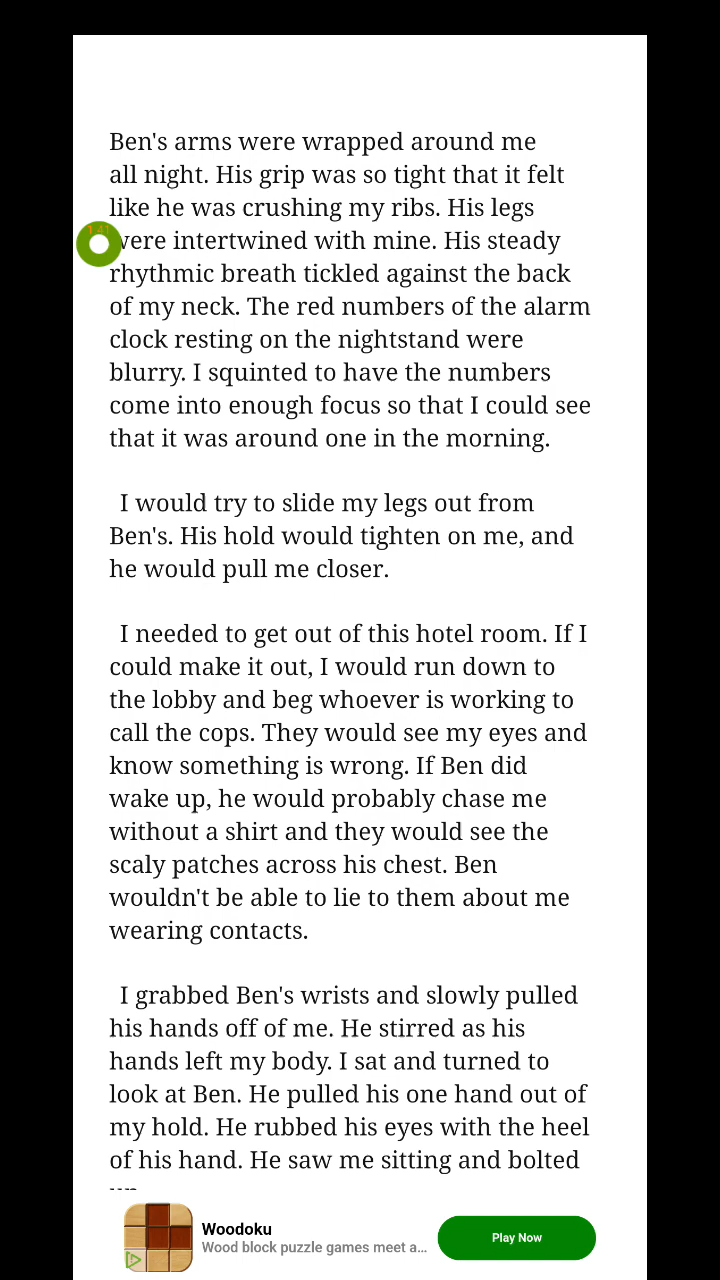 Ben's arms were wrapped around me
all night. His grip was so tight that it felt
like he was crushing my ribs. His legs
were intertwined with mine. His steady
rhythmic breath tickled against the back
of my neck. The red numbers of the alarm
clock resting on the nightstand were
blurry. I squinted to have the numbers
come into enough focus so that I could see
that it was around one in the morning.
I would try to slide my legs out from
Ben's. His hold would tighten on me, and
he would pull me closer.
I needed to get out of this hotel room. If I
could make it out, I would run down to
the lobby and beg whoever is working to
call the cops. They would see my eyes and
know something is wrong. If Ben did
wake up, he would probably chase me
without a shirt and they would see the
scaly patches across his chest. Ben
wouldn't be able to lie to them about me
wearing contacts.
I grabbed Ben's wrists and slowly pulled
his hands off of me. He stirred as his
hands left my body. I sat and turned to
look at Ben. He pulled his one hand out of
my hold. He rubbed his eyes with the heel
of his hand. He saw me sitting and bolted
Woodoku
Wood block puzzle games meet a...
Play Now